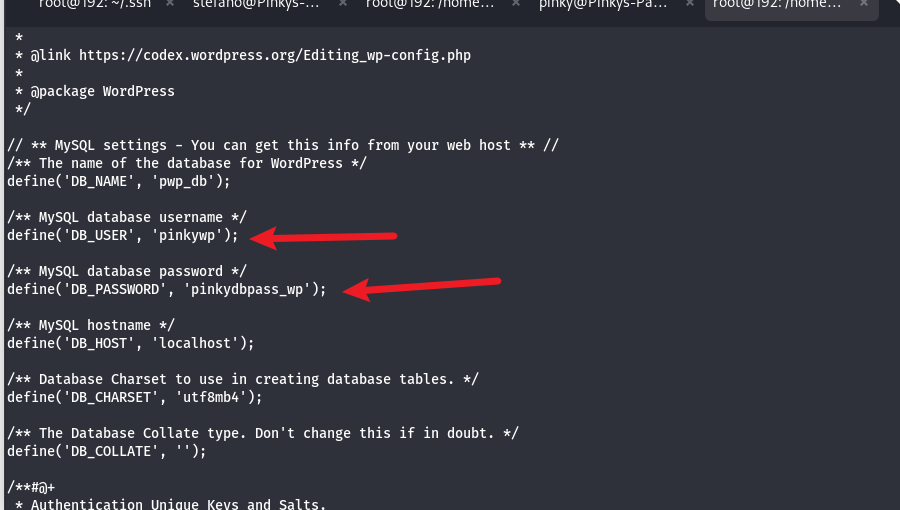 root@192: ~/.ssh × stefano@Pinkys-... × root@192: /home... × pinky@Pinkys-Pa... × root@192: /home... ×
*
* @link https://codex.wordpress.org/Editing_wp-config.php
*
* @package WordPress
*/
// ** MySQL settings - You can get this info from your web host ** //
/** The name of the database for WordPress */
define('DB_NAME', 'pwp_db');
/** MySQL database username */
define('DB_USER', 'pinkywp');
/** MySQL database password */
define('DB_PASSWORD', 'pinkydbpass_wp');
/** MySQL hostname */
define('DB_HOST', 'localhost');
/** Database Charset to use in creating database tables. */
define('DB_CHARSET', 'utf8mb4');
/** The Database Collate type. Don't change this if in doubt. */
define('DB_COLLATE', '');
/**#@+
* Authentication Unique Keys and Salts.